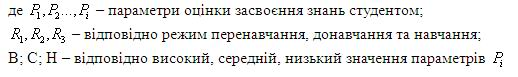 де P₁, P₂..., Pᵢ – параметри оцінки засвоєння знань студентом;
R₁, R₂, R₃ – відповідно режим перенавчання, донавчання та навчання;
В; С; Н – відповідно високий, середній, низький значення параметрів Pᵢ